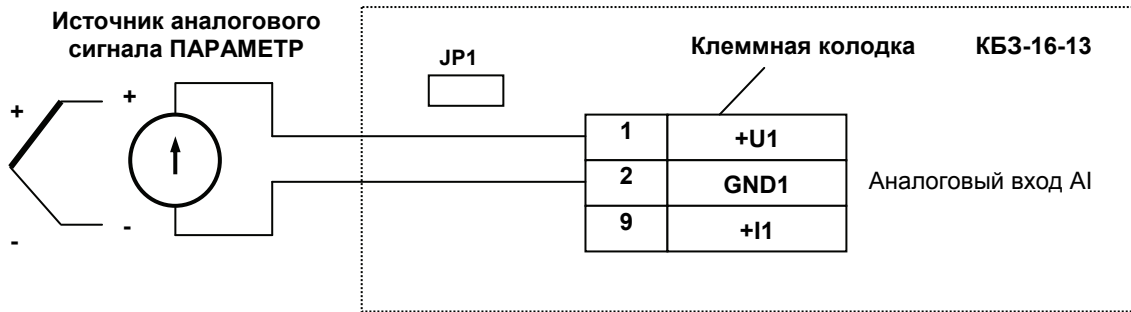 Источник аналогового
сигнала ПАРАМЕТР
JP1
Клеммная колодка
КБЗ-16-13
+ +
- -
1 +U1
2 GND1
9 +I1
Аналоговый вход AI